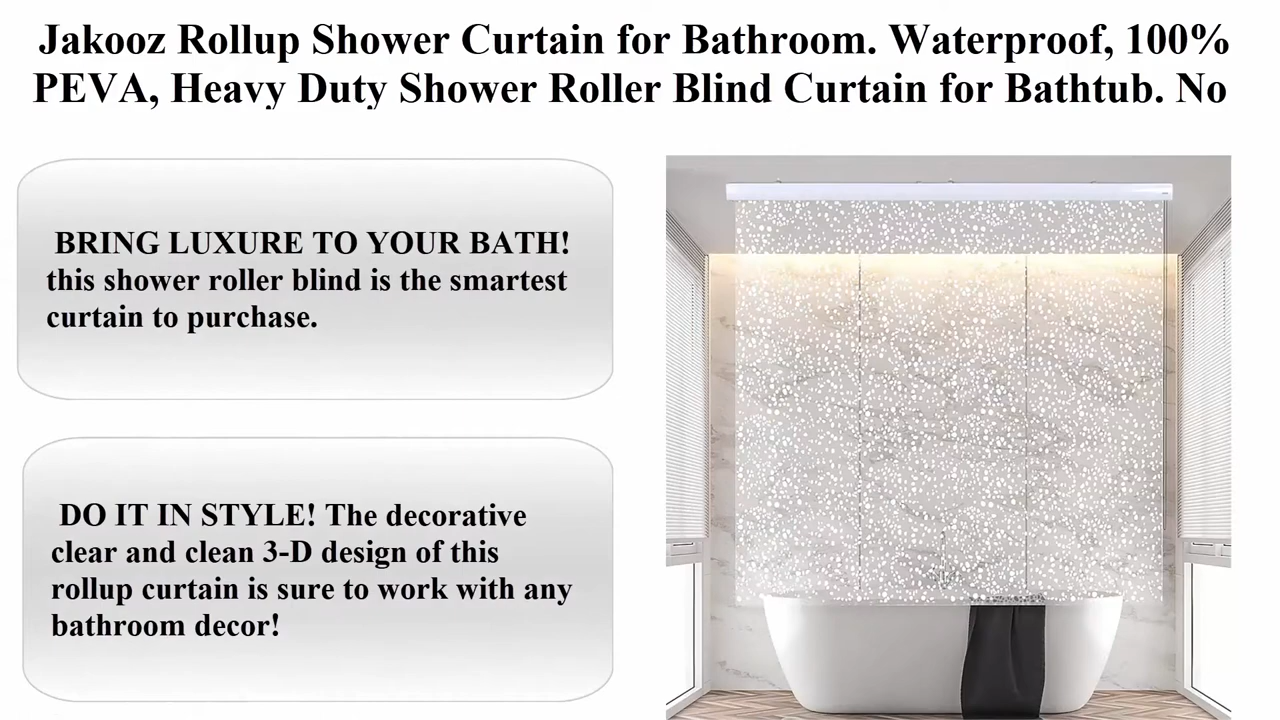 Jakooz Rollup Shower Curtain for Bathroom. Waterproof, 100%
PEVA, Heavy Duty Shower Roller Blind Curtain for Bathtub. No
BRING LUXURE TO YOUR BATH!
this shower roller blind is the smartest
curtain to purchase.
DO IT IN STYLE! The decorative
clear and clean 3-D design of this
rollup curtain is sure to work with any
bathroom decor!